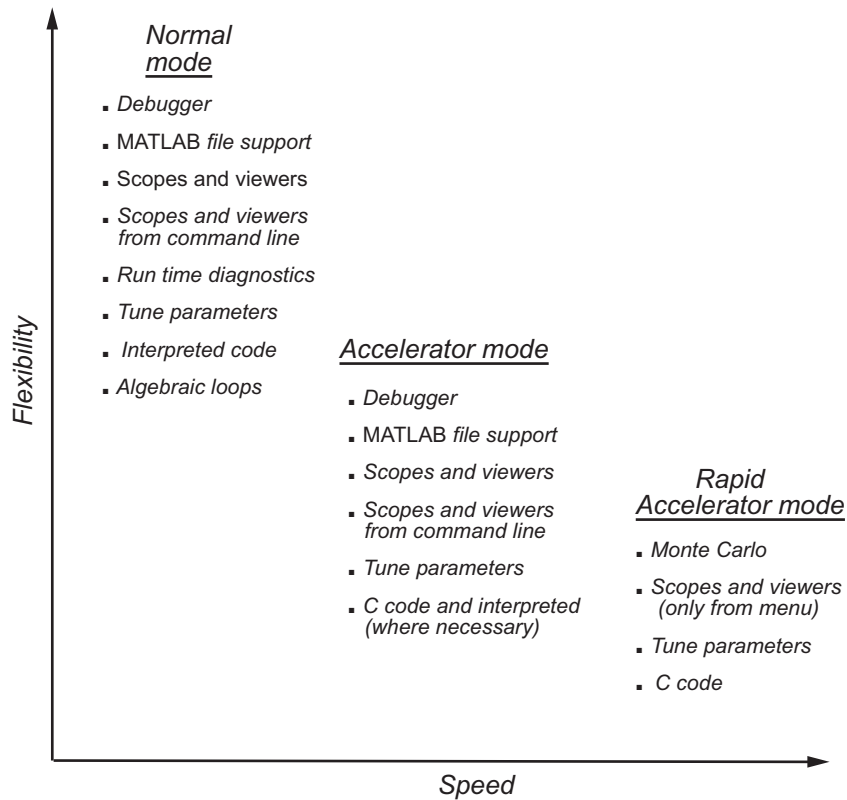 Normal
mode
▪ Debugger
▪ MATLAB file support
▪ Scopes and viewers
▪ Scopes and viewers
from command line
▪ Run time diagnostics
▪ Tune parameters
▪ Interpreted code
▪ Algebraic loops
Accelerator mode
▪ Debugger
▪ MATLAB file support
▪ Scopes and viewers
▪ Scopes and viewers
from command line
▪ Tune parameters
▪ C code and interpreted
(where necessary)
Rapid
Accelerator mode
▪ Monte Carlo
▪ Scopes and viewers
(only from menu)
▪ Tune parameters
▪ C code
Flexibility
Speed